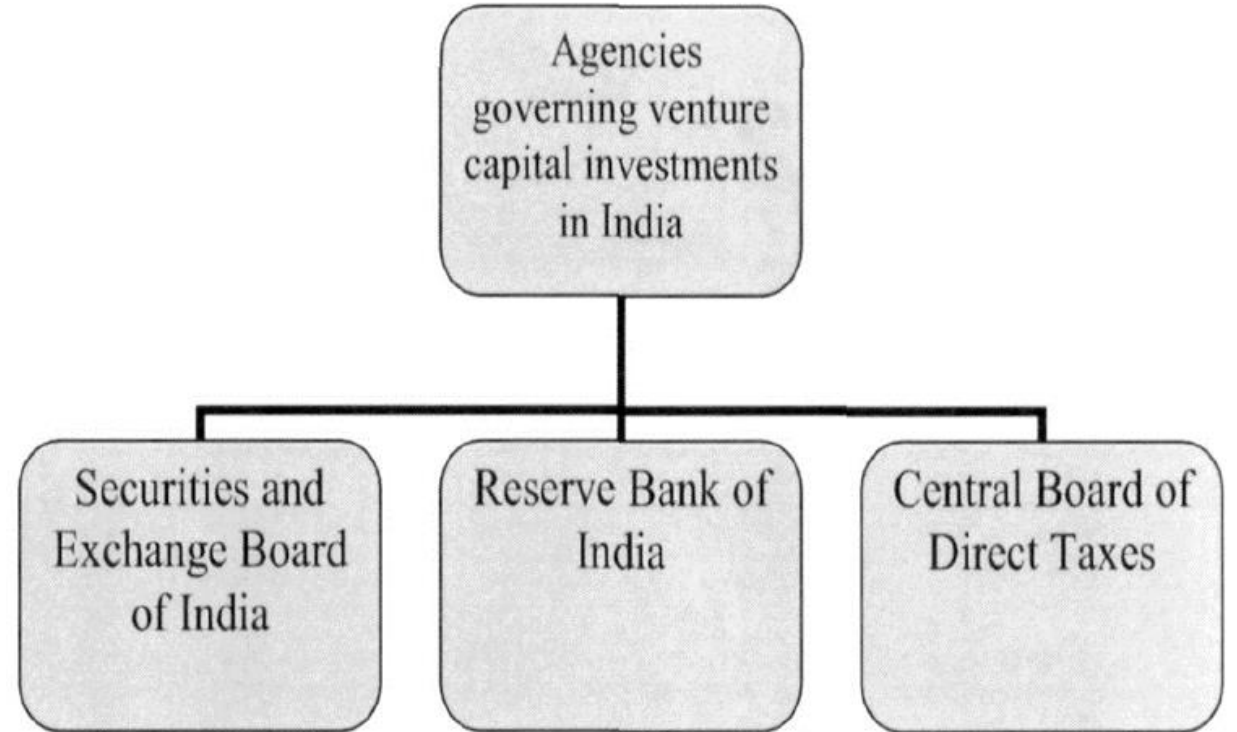 Agencies
governing venture
capital investments
in India
Securities and
Exchange Board
of India
Reserve Bank of
India
Central Board of
Direct Taxes